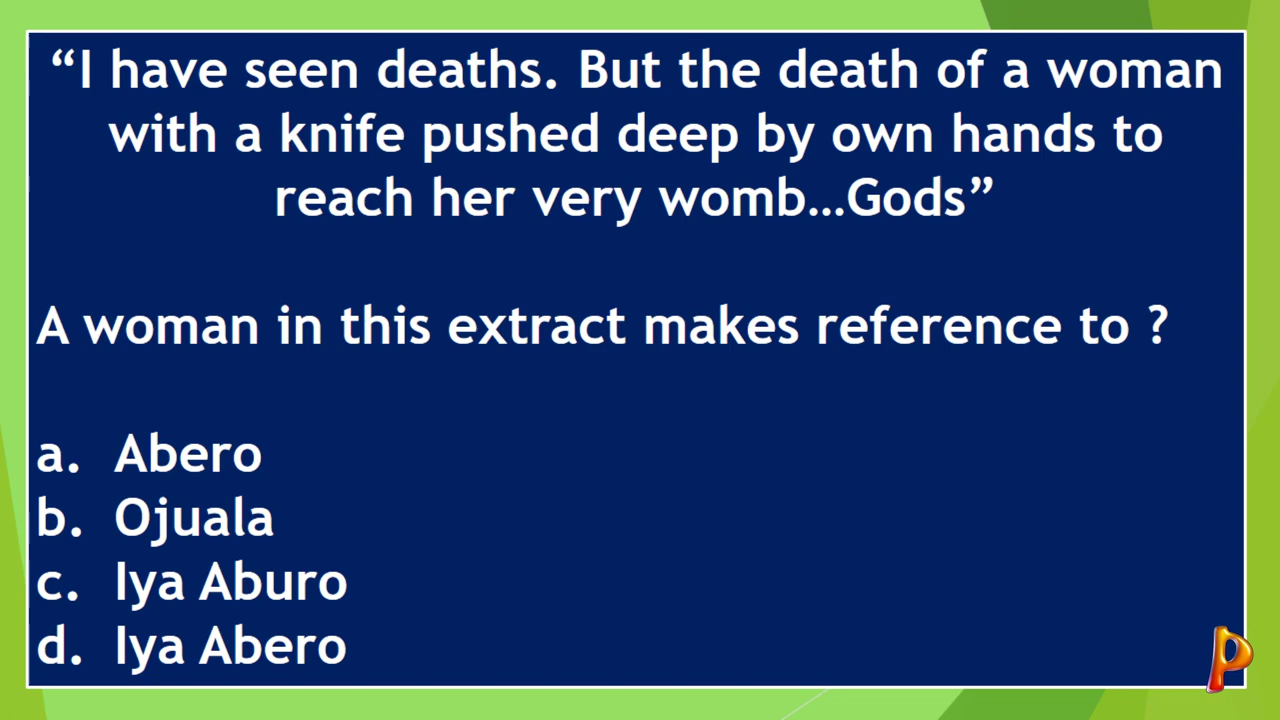 “I have seen deaths. But the death of a woman
with a knife pushed deep by own hands to
reach her very womb…Gods”
A woman in this extract makes reference to ?
a. Abero
b. Ojuala
c. Iya Aburo
d. Iya Abero
P